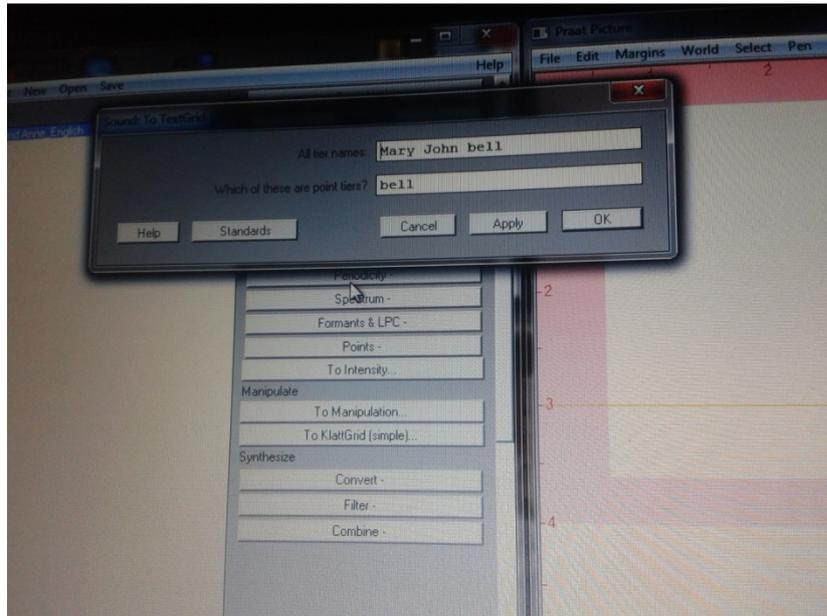 Praat Picture
File Edit Margins World Select Pen
Help
New Open Save
2
Sound: To TextGrid
Anne_English
All tier names: Mary John bell
Which of these are point tiers? bell
Help Standards Cancel Apply OK
Periodicity -
Spectrum -
Formants & LPC -
Points -
To Intensity...
Manipulate
To Manipulation...
To KlattGrid (simple)...
Synthesize
Convert -
Filter -
Combine -
-2
-3
-4